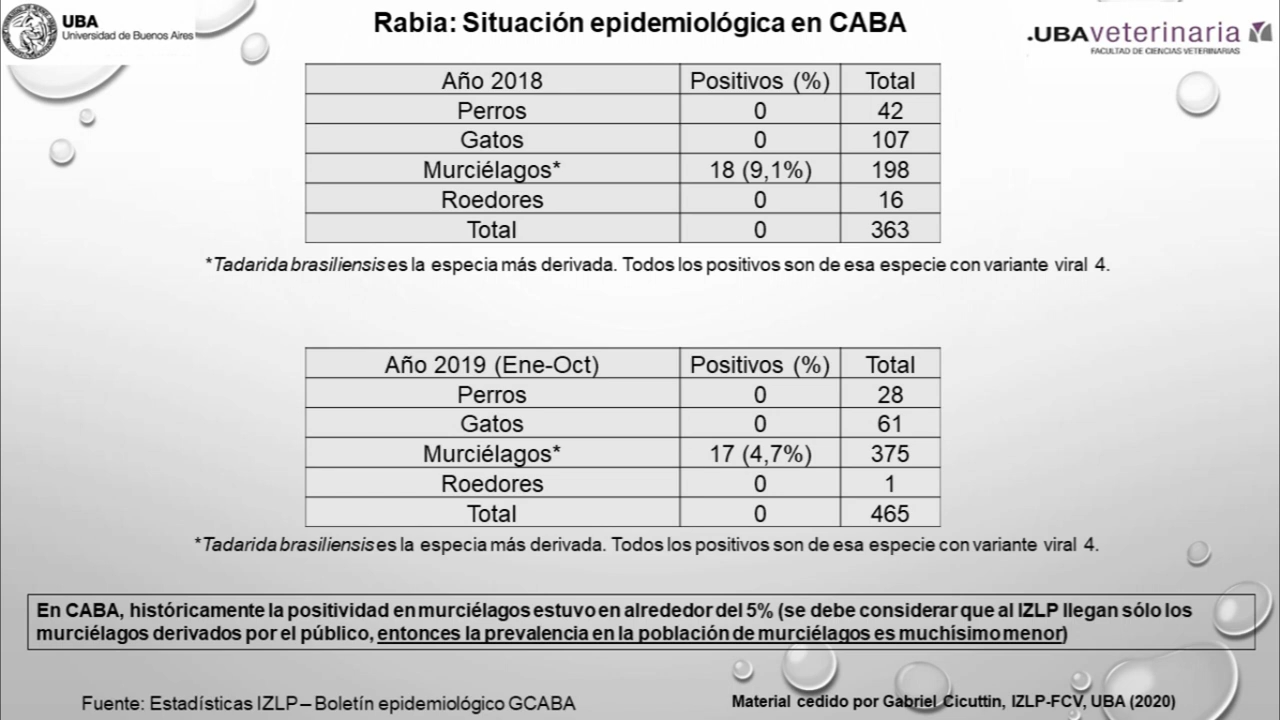 UBA
Universidad de Buenos Aires
Rabia: Situación epidemiológica en CABA
.UBAveterinaria
FACULTAD DE CIENCIAS VETERINARIAS
Año 2018 Positivos (%) Total
Perros 0 42
Gatos 0 107
Murciélagos* 18 (9,1%) 198
Roedores 0 16
Total 0 363
*Tadarida brasiliensis es la especia más derivada. Todos los positivos son de esa especie con variante viral 4.
Año 2019 (Ene-Oct) Positivos (%) Total
Perros 0 28
Gatos 0 61
Murciélagos* 17 (4,7%) 375
Roedores 0 1
Total 0 465
*Tadarida brasiliensis es la especia más derivada. Todos los positivos son de esa especie con variante viral 4.
En CABA, históricamente la positividad en murciélagos estuvo en alrededor del 5% (se debe considerar que al IZLP llegan sólo los
murciélagos derivados por el público, entonces la prevalencia en la población de murciélagos es muchísimo menor)
Fuente: Estadísticas IZLP – Boletín epidemiológico GCABA
Material cedido por Gabriel Cicuttin, IZLP-FCV, UBA (2020)